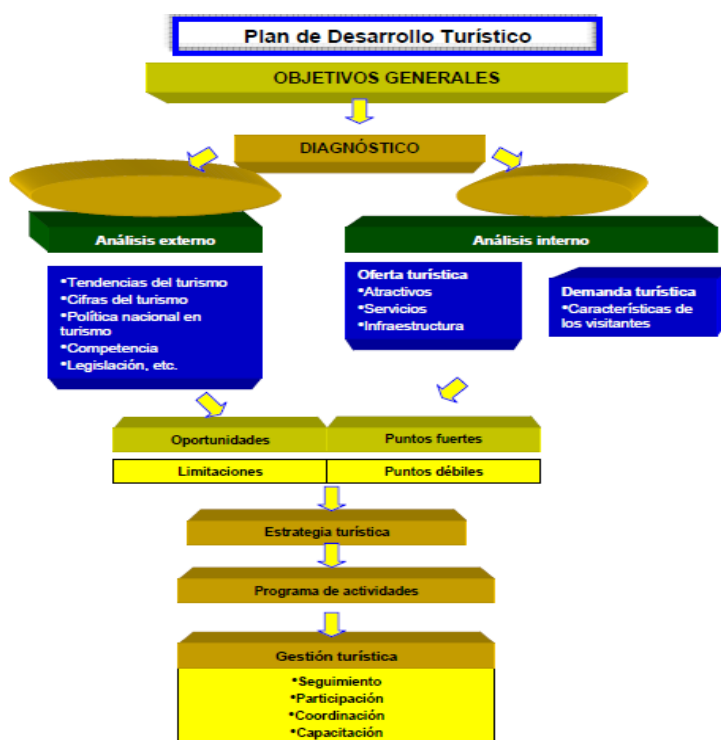 Plan de Desarrollo Turístico
OBJETIVOS GENERALES
DIAGNÓSTICO
Análisis externo
•Tendencias del turismo
•Cifras del turismo
•Política nacional en
turismo
•Competencia
•Legislación, etc.
Análisis interno
Oferta turística
•Atractivos
•Servicios
•Infraestructura
Demanda turística
•Características de
los visitantes
Oportunidades
Puntos fuertes
Limitaciones
Puntos débiles
Estrategia turística
Programa de actividades
Gestión turística
•Seguimiento
•Participación
•Coordinación
•Capacitación